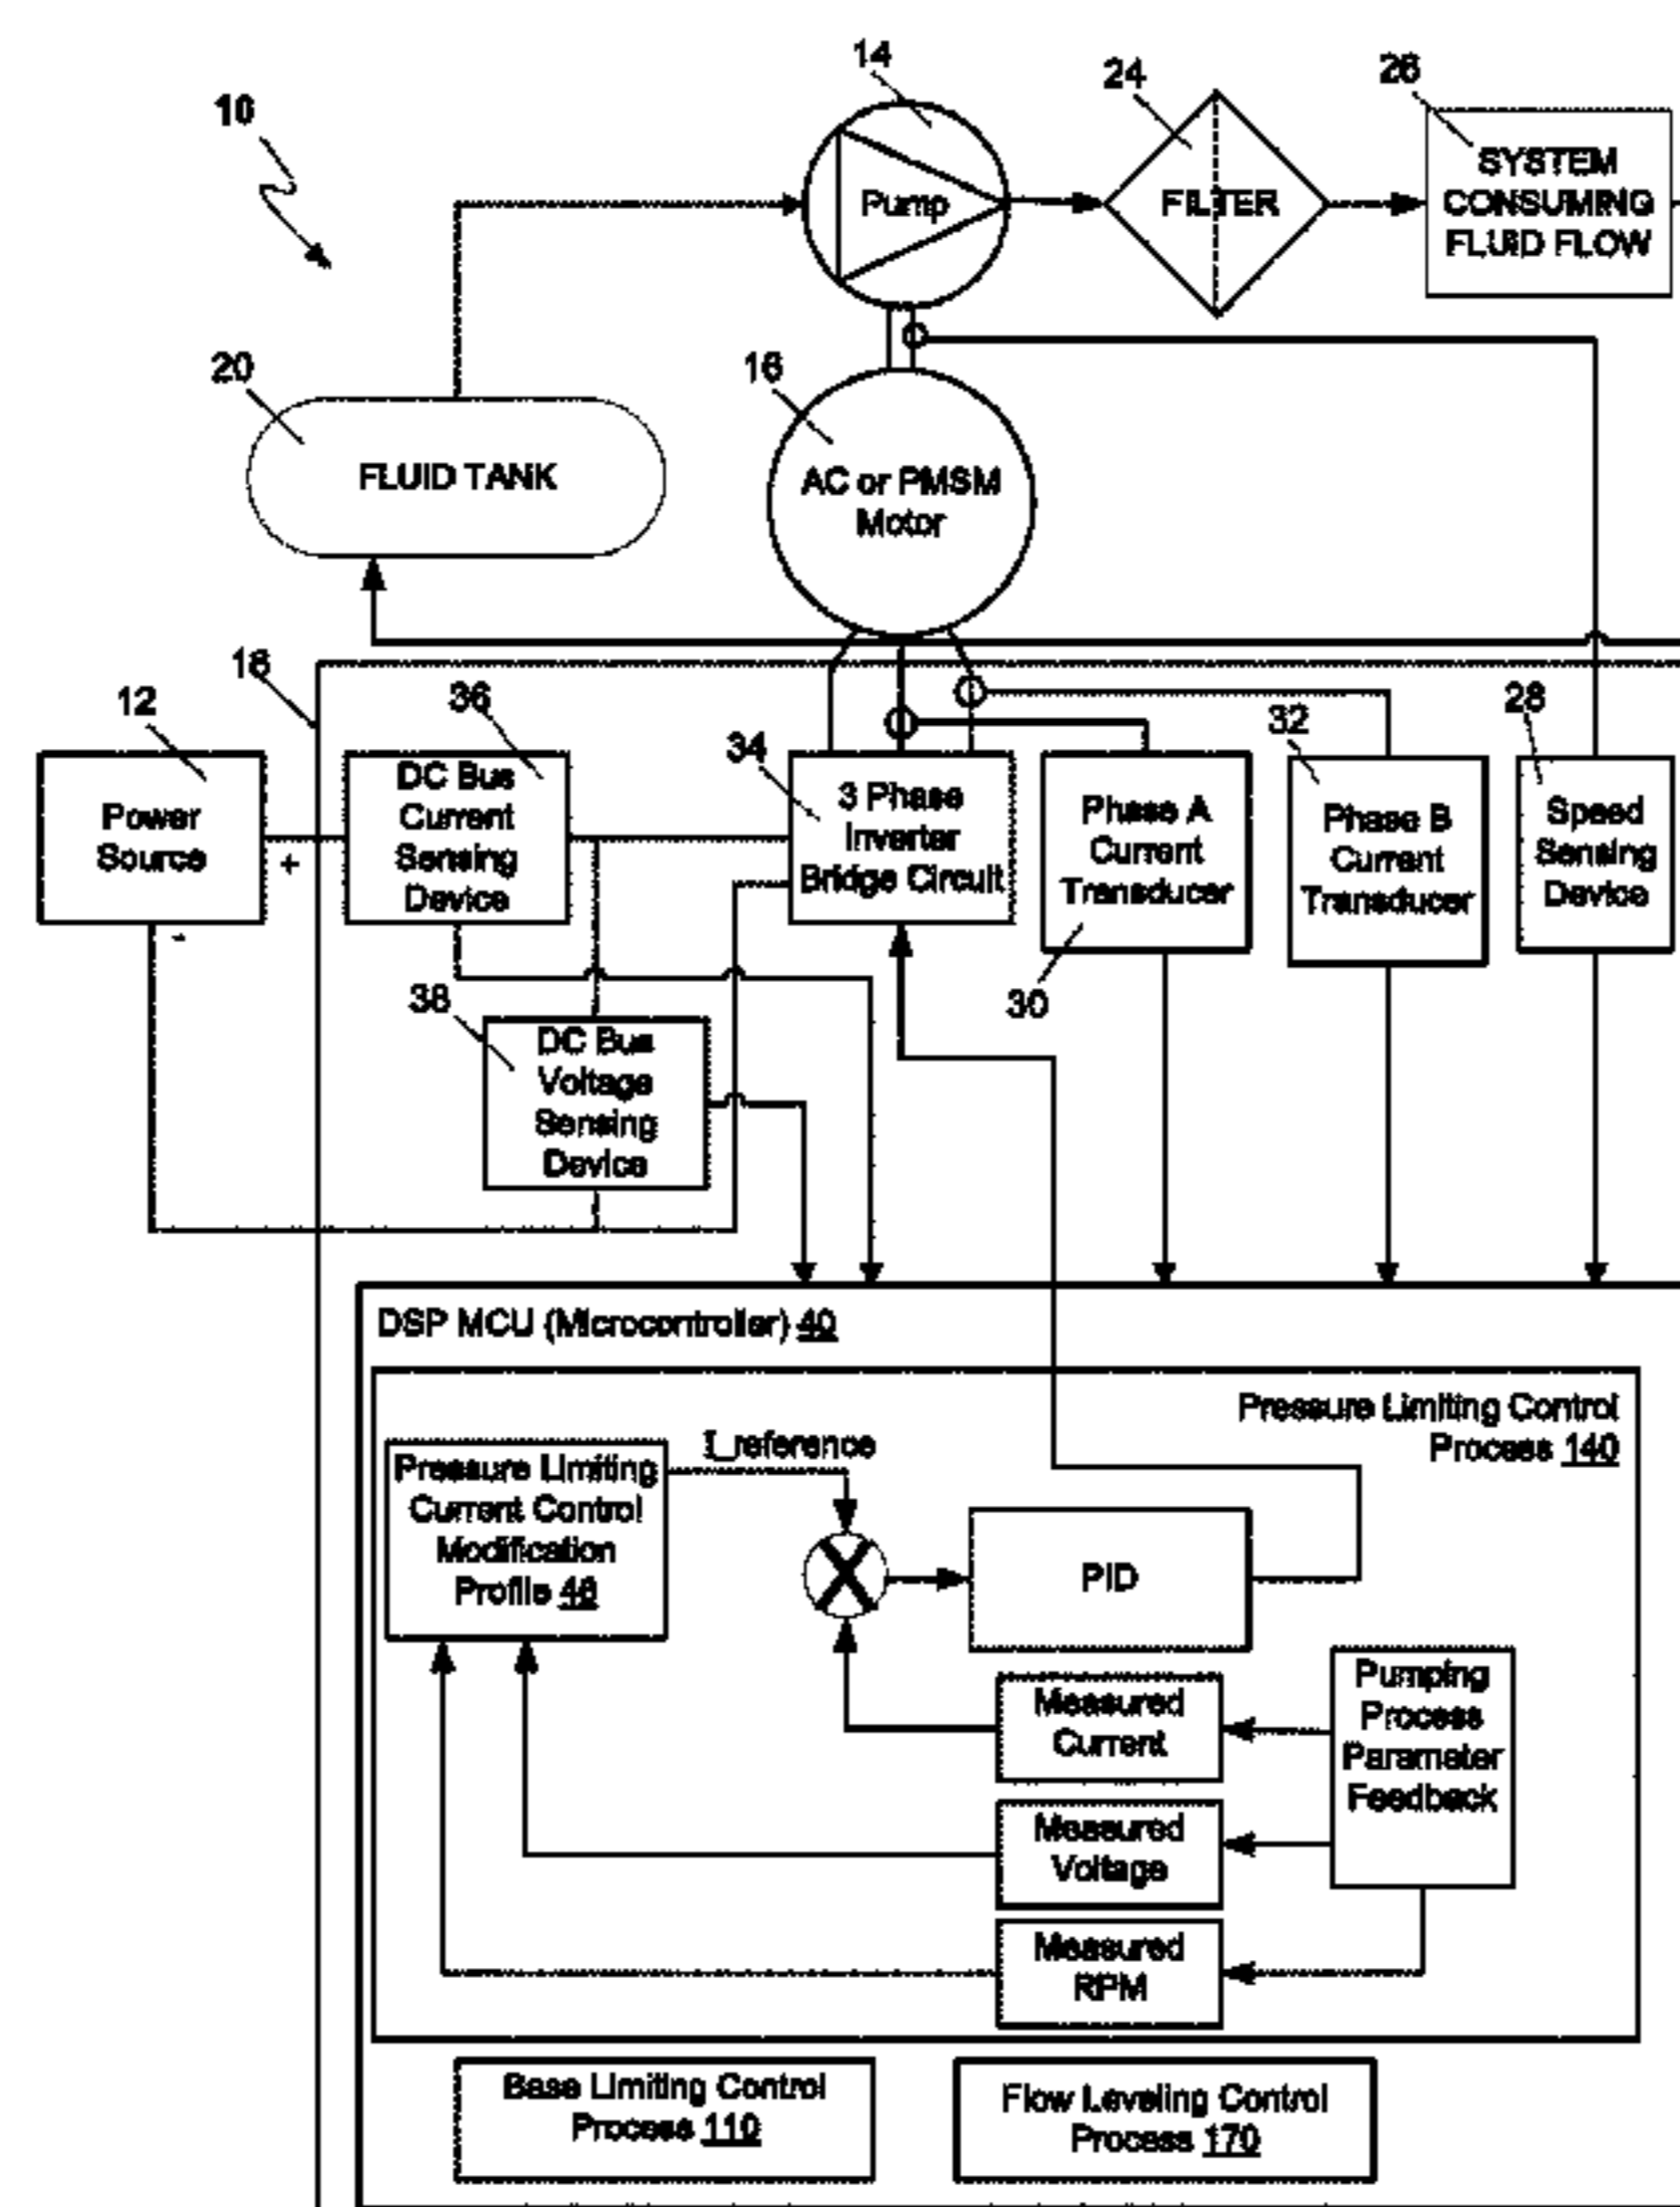 14
24
26
10
Pump
FILTER
SYSTEM
CONSUMING
FLUID FLOW
20
16
FLUID TANK
AC or PMSM
Motor
18
12
36
34
32
28
Power
Source
+
-
DC Bus
Current
Sensing
Device
3 Phase
Inverter
Bridge Circuit
Phase A
Current
Transducer
Phase B
Current
Transducer
Speed
Sensing
Device
30
38
DC Bus
Voltage
Sensing
Device
DSP MCU (Microcontroller) 40
Pressure Limiting Control
Process 140
I_reference
Pressure Limiting
Current Control
Modification
Profile 46
PID
Pumping
Process
Parameter
Feedback
Measured
Current
Measured
Voltage
Measured
RPM
Base Limiting Control
Process 110
Flow Leveling Control
Process 170